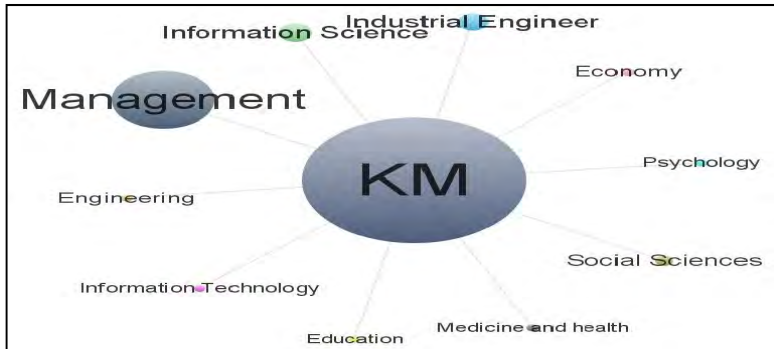 Industrial Engineer
Information Science
Economy
Management
KM
Psychology
Engineering
Social Sciences
Information Technology
Medicine and health
Education